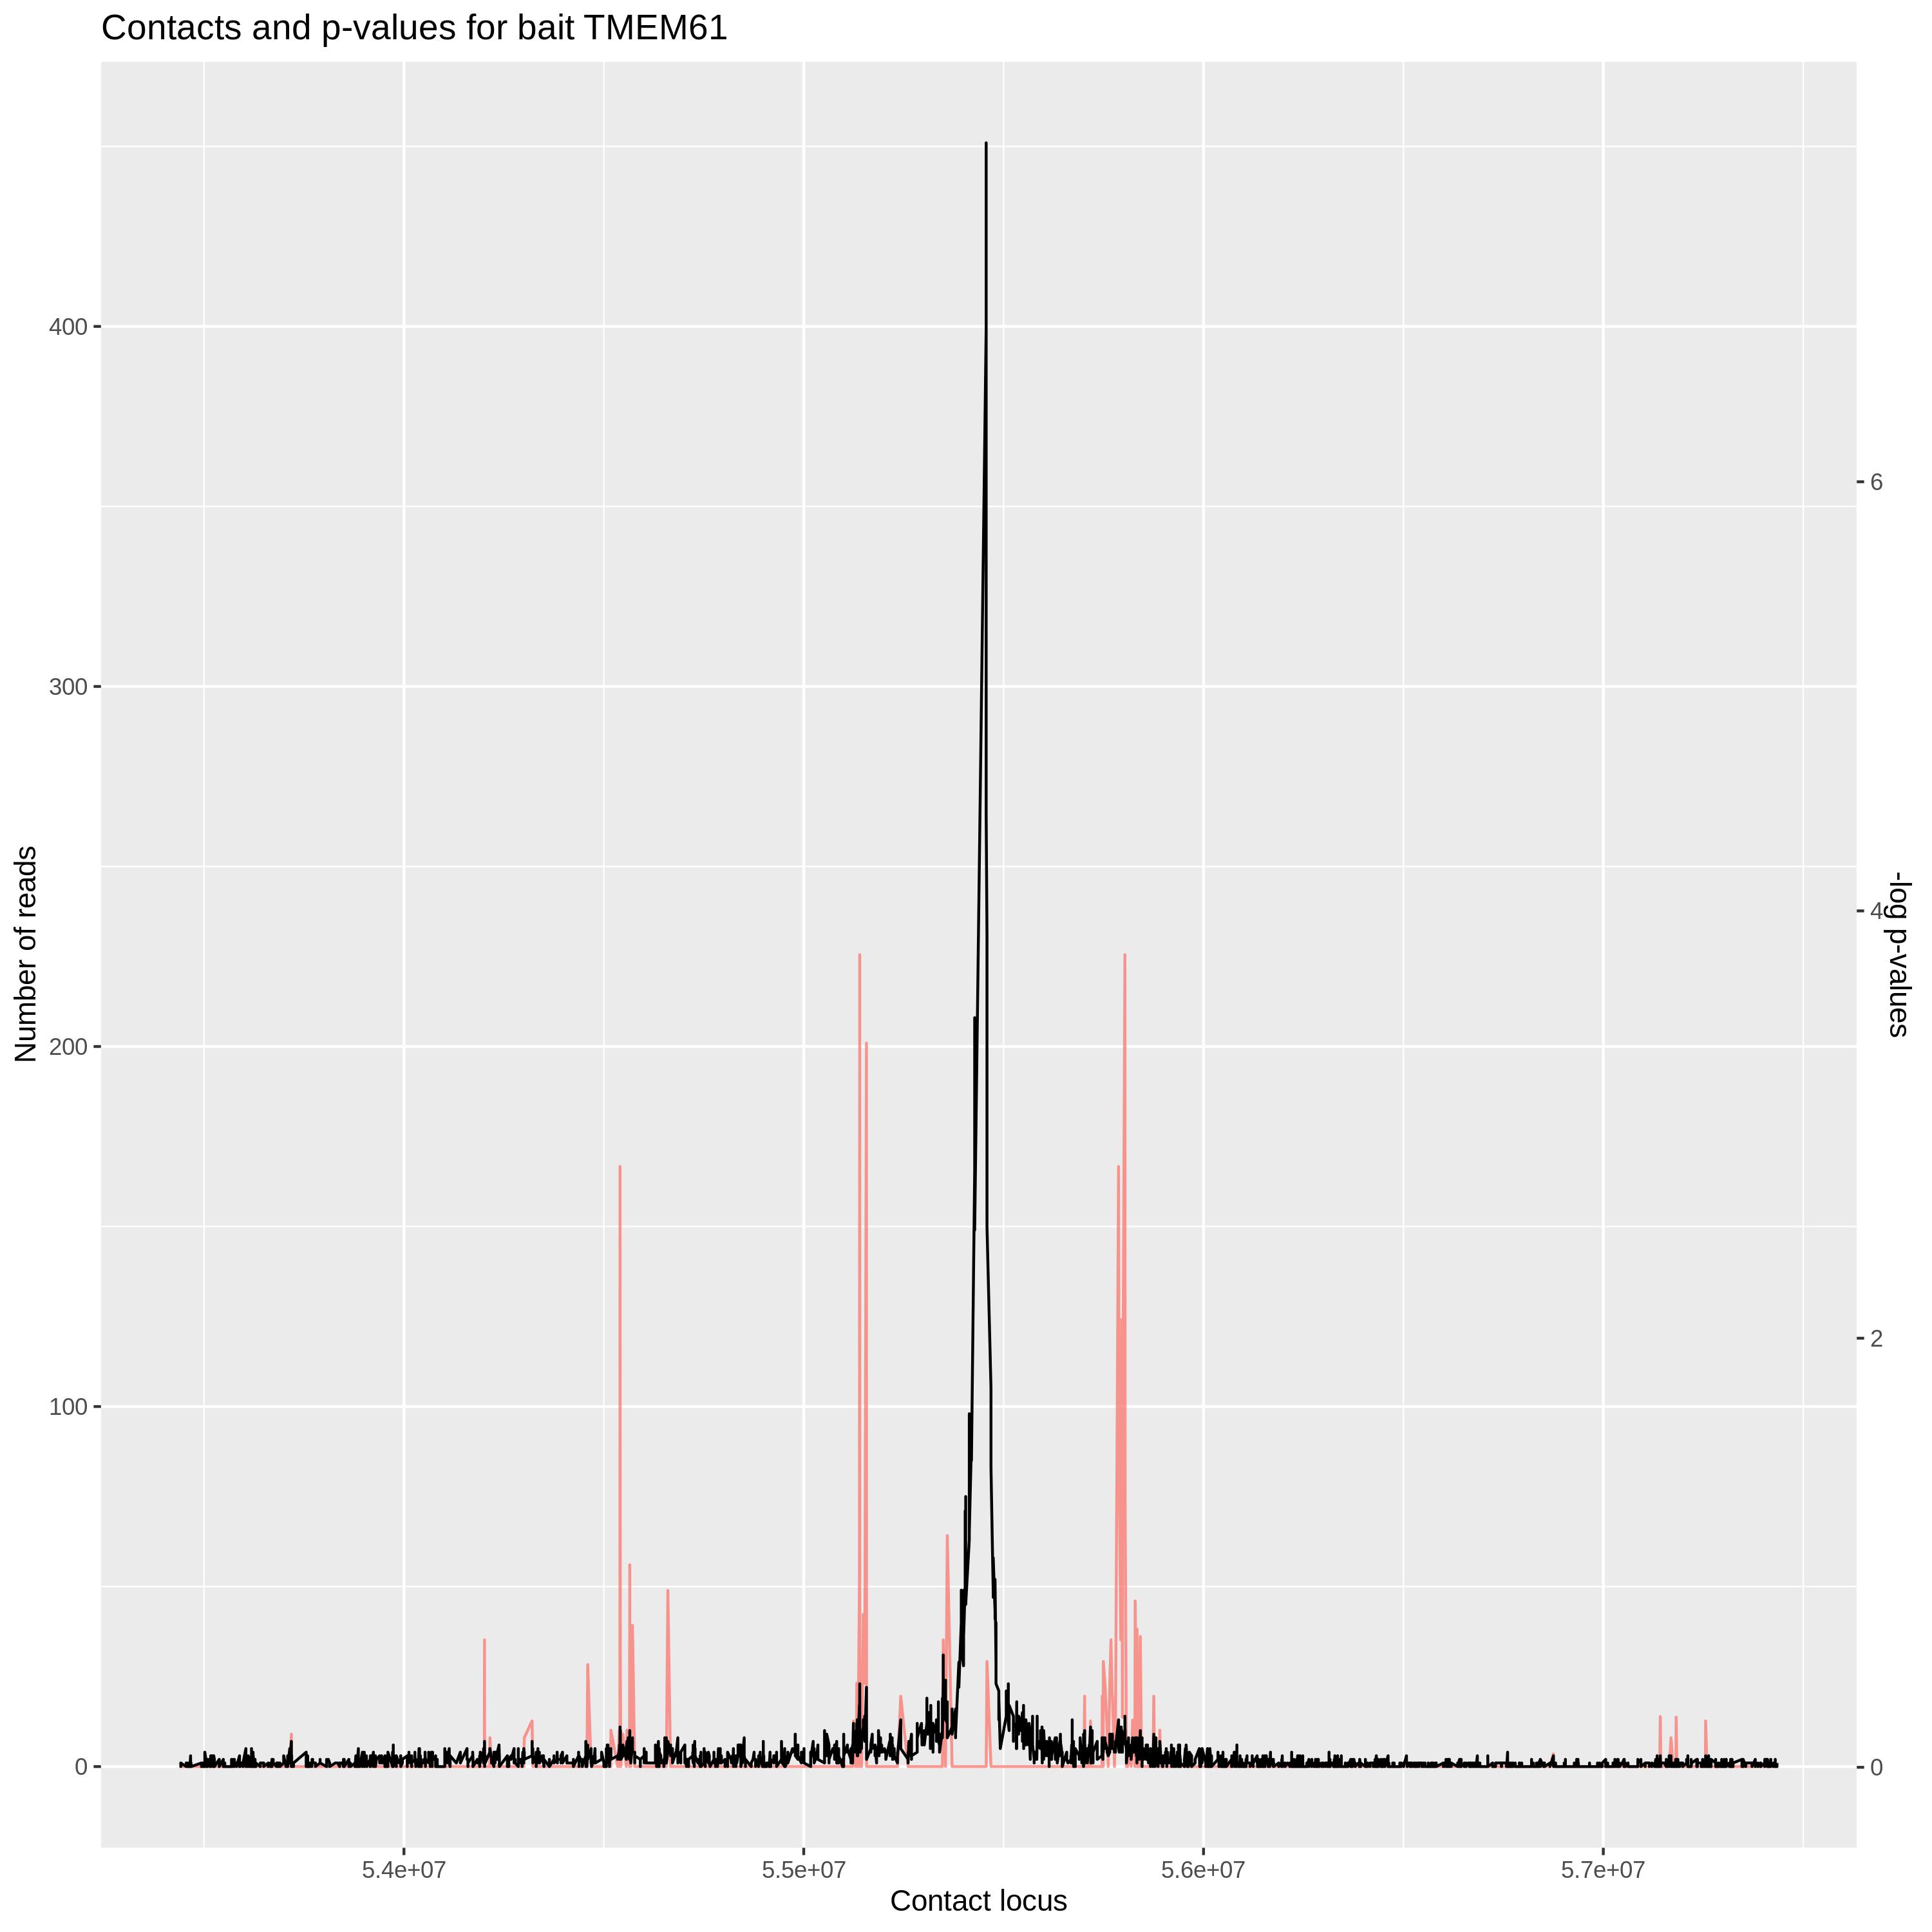 Contacts and p-values for bait TMEM61
Number of reads
400
300
200
100
0
6
4
2
0
-log p-values
5.4e+07
5.5e+07
5.6e+07
5.7e+07
Contact locus